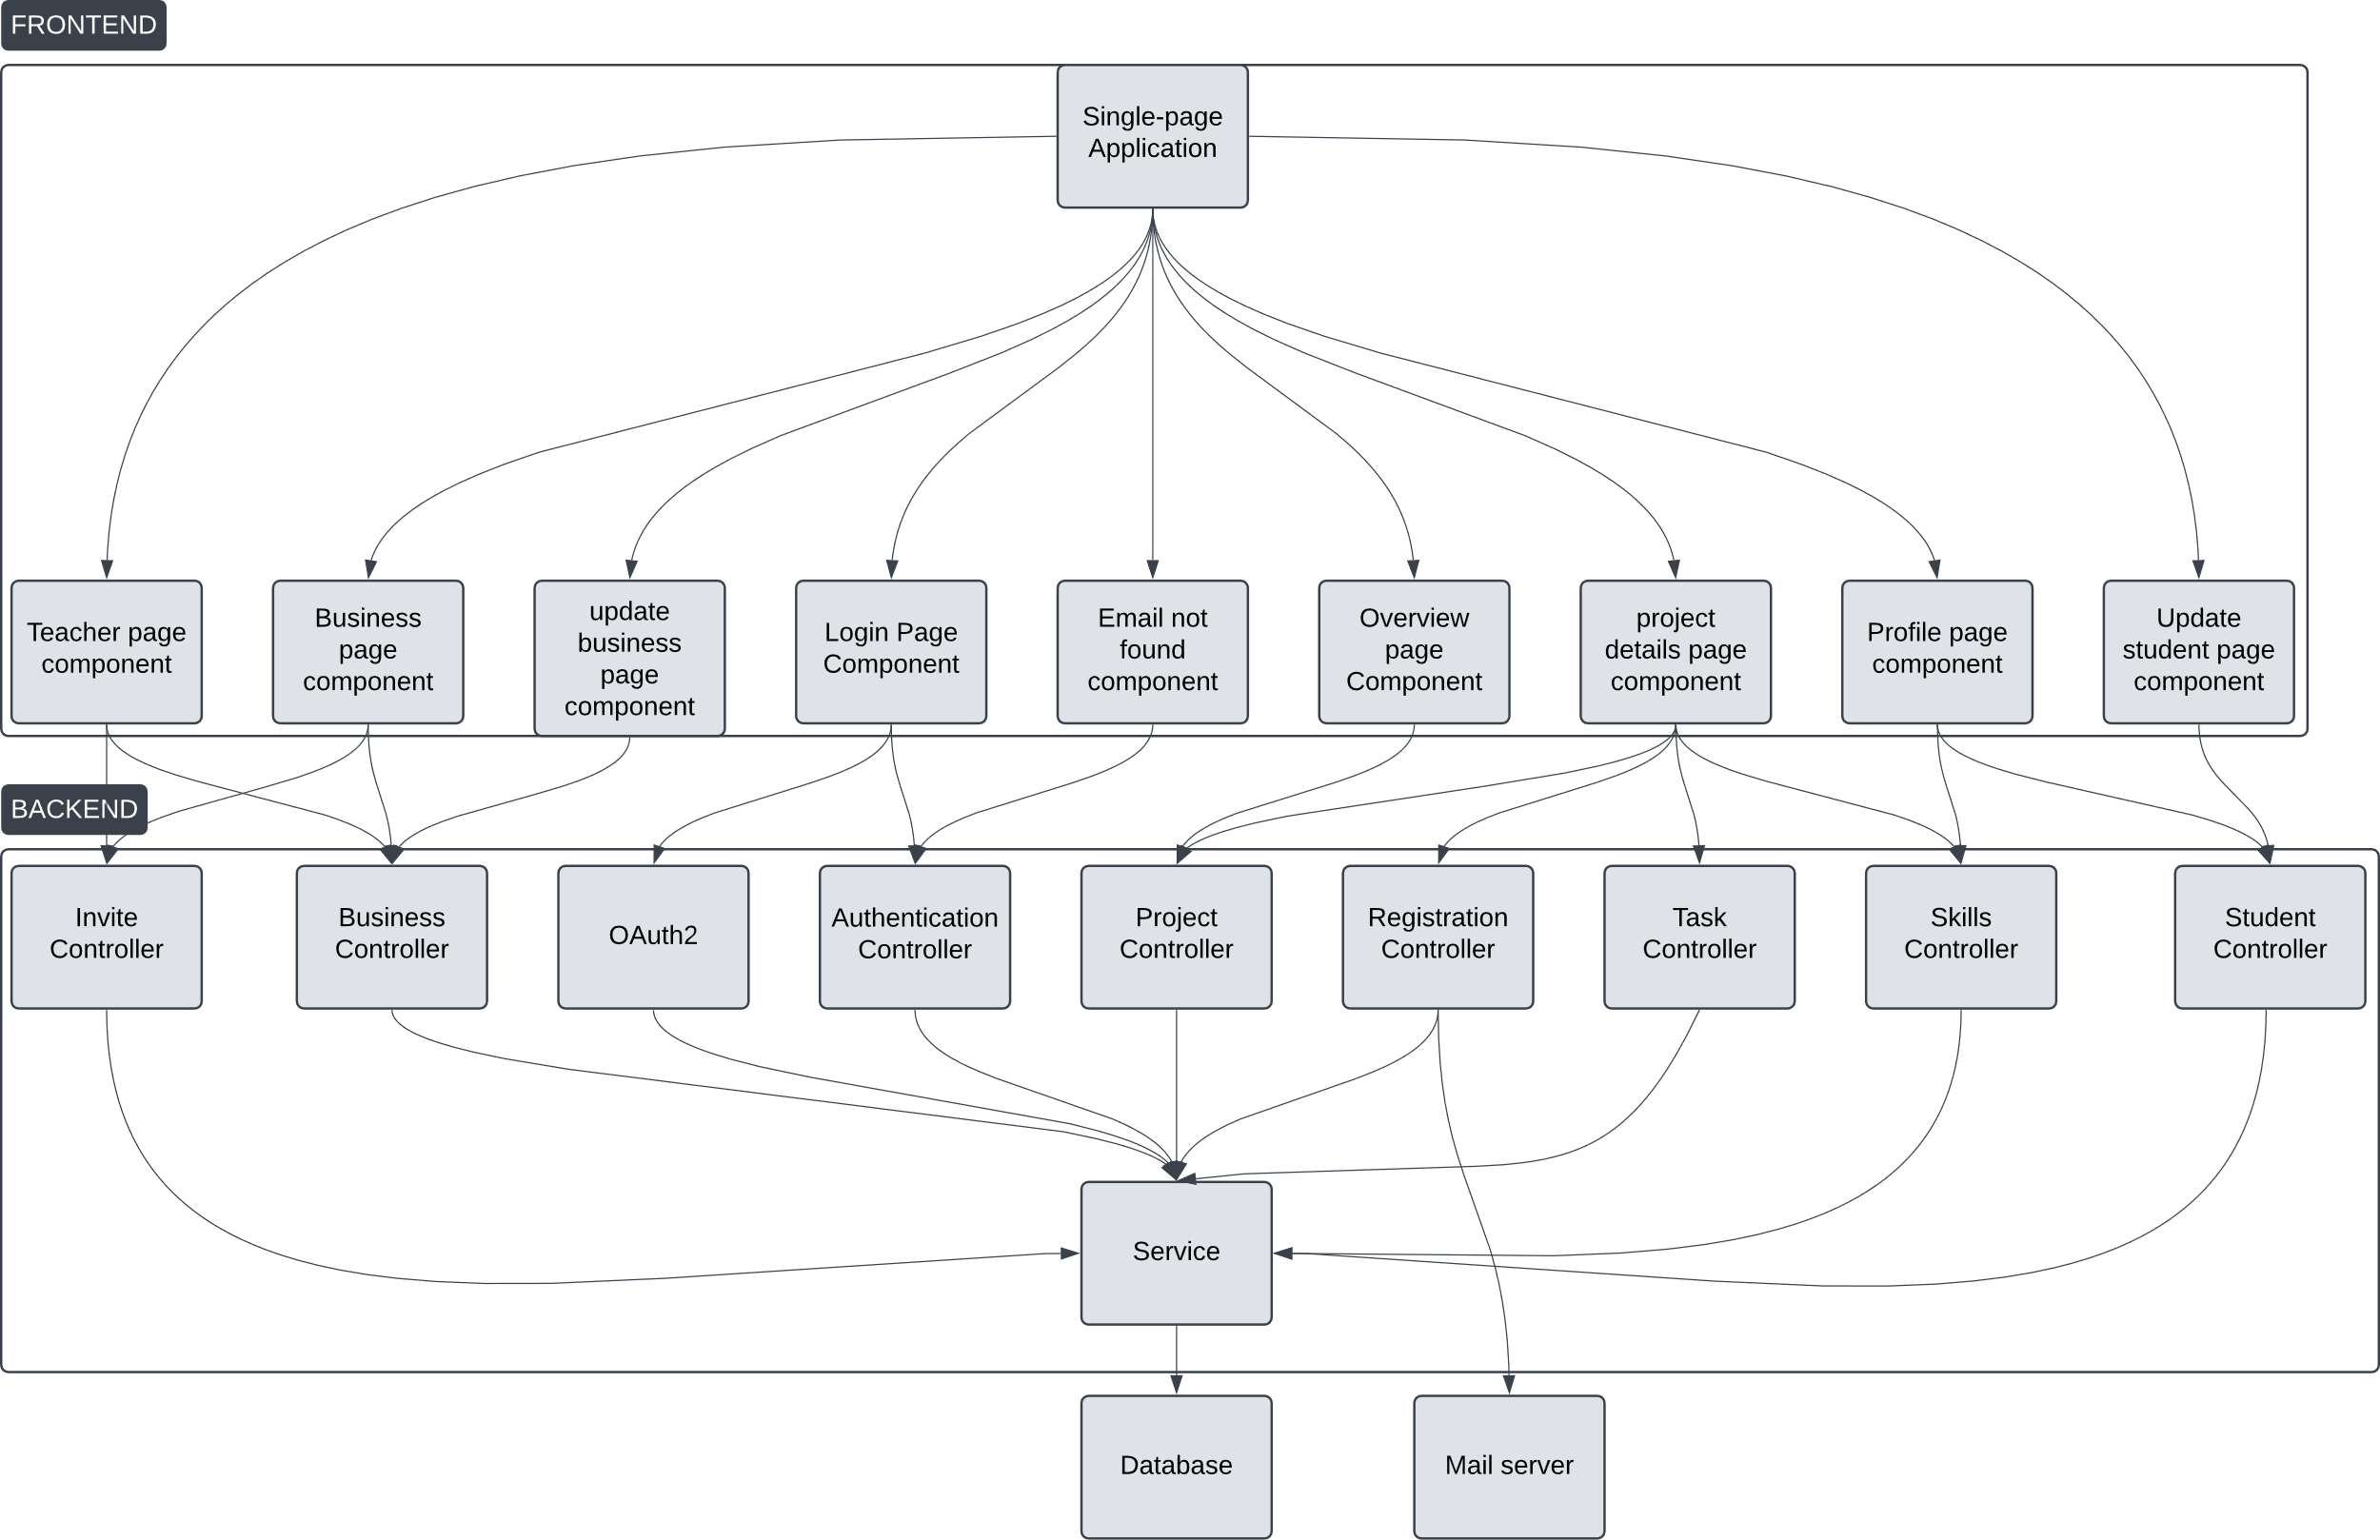 FRONTEND
Single-page
Application
Teacher page
component
Business
page
component
update
business
page
component
Login Page
Component
Email not
found
component
Overview
page
Component
project
details page
component
Profile page
component
Update
student page
component
BACKEND
Invite
Controller
Business
Controller
OAuth2
Authentication
Controller
Project
Controller
Registration
Controller
Task
Controller
Skills
Controller
Student
Controller
Service
Database
Mail server